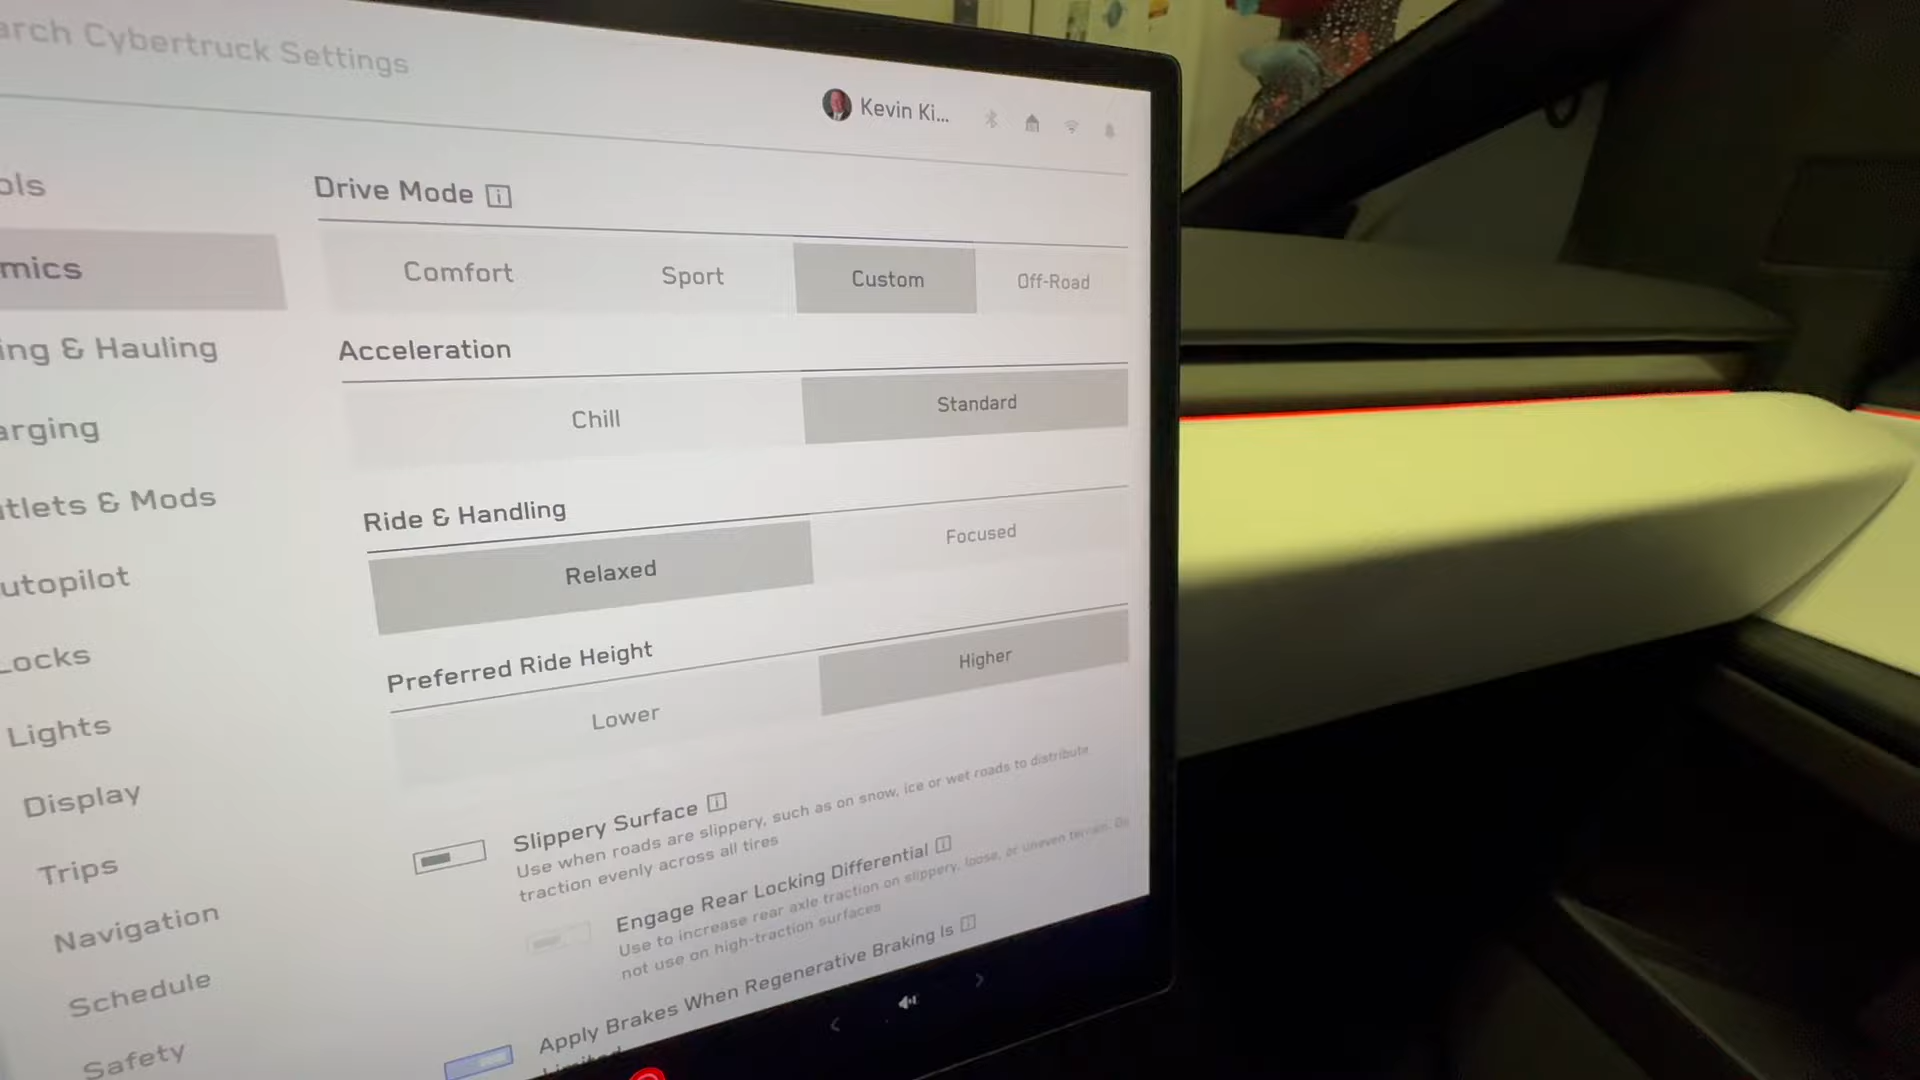 arch Cybertruck Settings
Kevin Ki...
ols
mics
ing & Hauling
arging
tlets & Mods
utopilot
Locks
Lights
Display
Trips
Navigation
Schedule
Safety
Drive Mode
Comfort
Sport
Custom
Off-Road
Acceleration
Chill
Standard
Ride & Handling
Relaxed
Focused
Preferred Ride Height
Lower
Higher
Slippery Surface
Use when roads are slippery, such as on snow, ice or wet roads to distribute
traction evenly across all tires
Engage Rear Locking Differential
Use to increase rear axle traction on slippery, loose, or uneven terrain. Do
not use on high-traction surfaces
Apply Brakes When Regenerative Braking Is